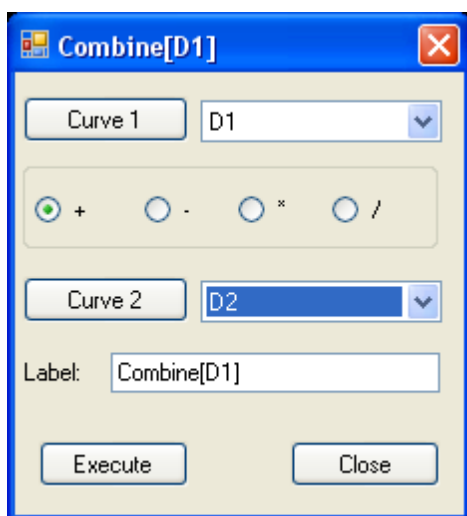 Combine[D1]
Curve 1 D1
+ - * /
Curve 2 D2
Label: Combine[D1]
Execute Close